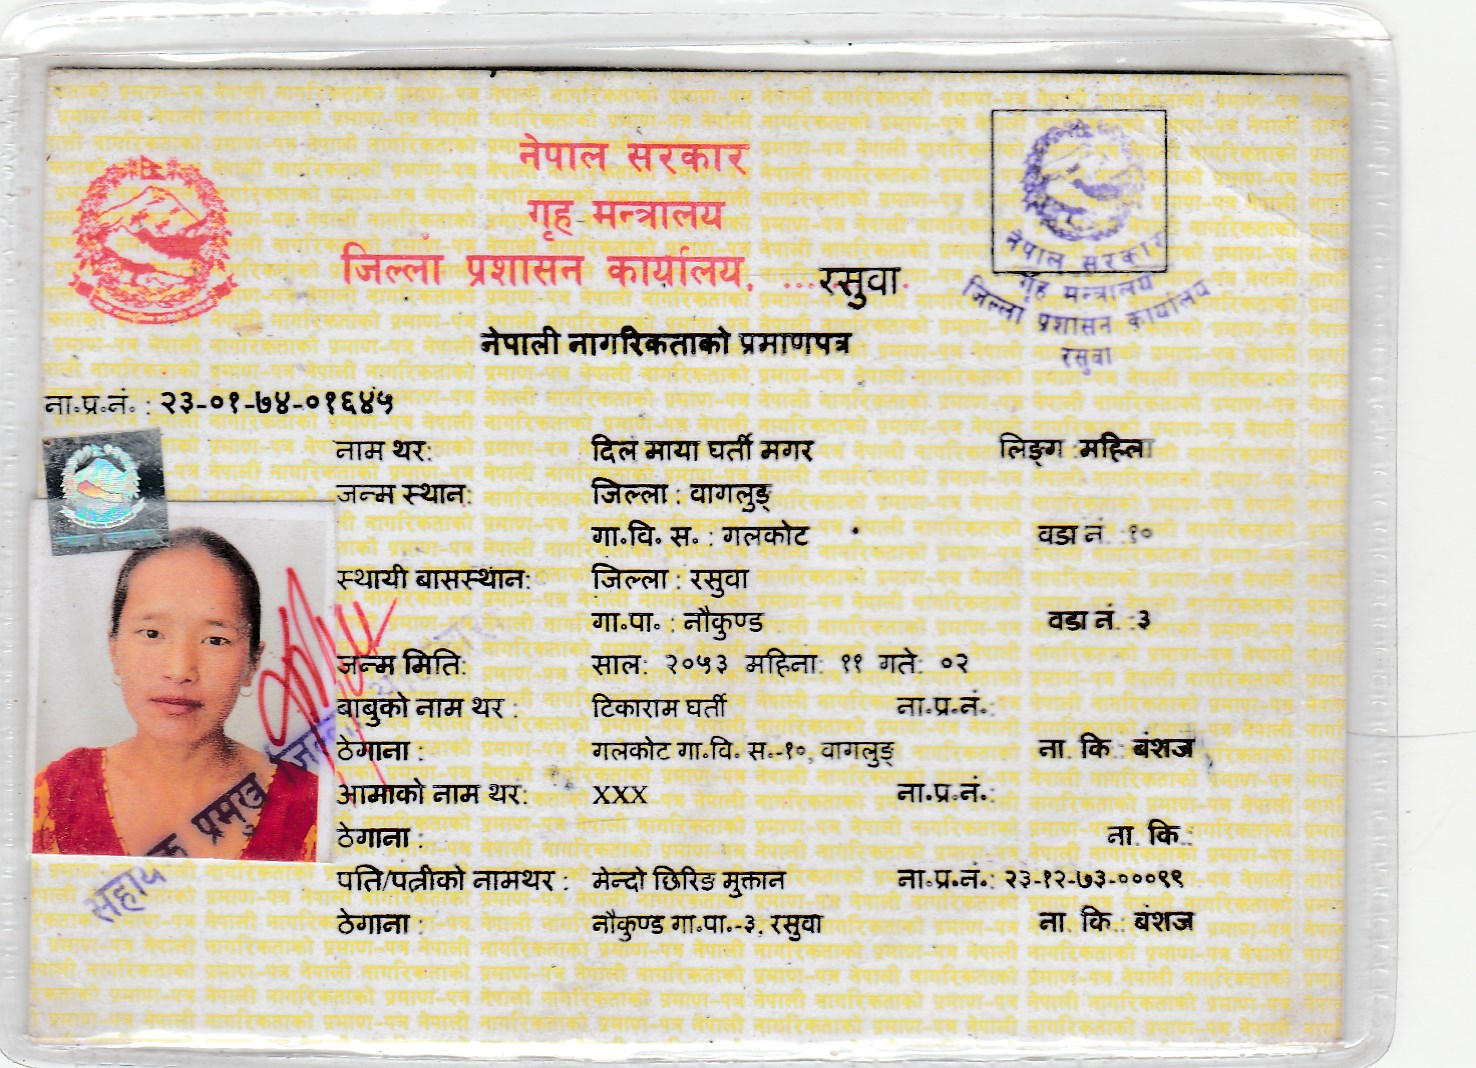 नेपाल सरकार
गृह मन्त्रालय
जिल्ला प्रशासन कार्यालय, रसुवा
नेपाल सरकार
गृह मन्त्रालय
जिल्ला प्रशासन कार्यालय
रसुवा
नेपाली नागरिकताको प्रमाणपत्र
ना.प्र.नं. : २३-०१-७४-०१६४५
नाम थर: दिल माया घर्ती मगर लिङ्ग :महिला
जन्म स्थान: जिल्ला : वागलुङ्
गा.वि. स. : गलकोट वडा नं. :१०
स्थायी बासस्थान: जिल्ला : रसुवा
गा.पा. : नौकुण्ड वडा नं. :३
जन्म मिति: साल: २०५३ महिना: ११ गते: ०२
बाबुको नाम थर : टिकाराम घर्ती ना.प्र.नं.:
ठेगाना : गलकोट गा.वि. स.-१०, वागलुङ् ना. कि.: बंशज
आमाको नाम थर: XXX ना.प्र.नं.:
ठेगाना : ना. कि.:
पति/पत्नीको नामथर : मेन्दो छिरिङ मुक्तान ना.प्र.नं.: २३-१२-७३-०००९९
ठेगाना : नौकुण्ड गा.पा.-३, रसुवा ना. कि.: बंशज
सहायक प्रमुख जिल्ला